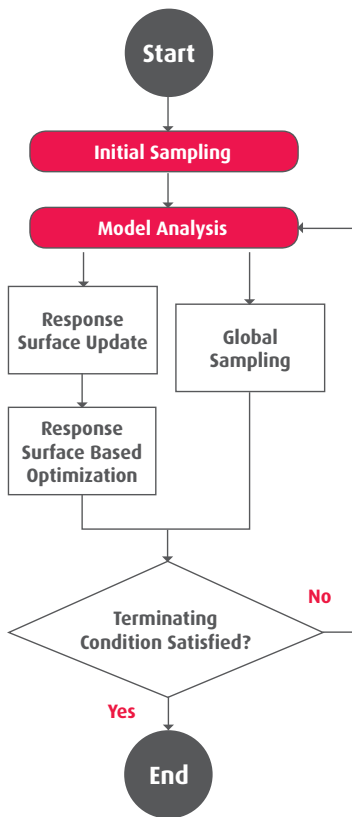 Start
Initial Sampling
Model Analysis
Response
Surface Update
Global
Sampling
Response
Surface Based
Optimization
Terminating
Condition Satisfied?
No
Yes
End